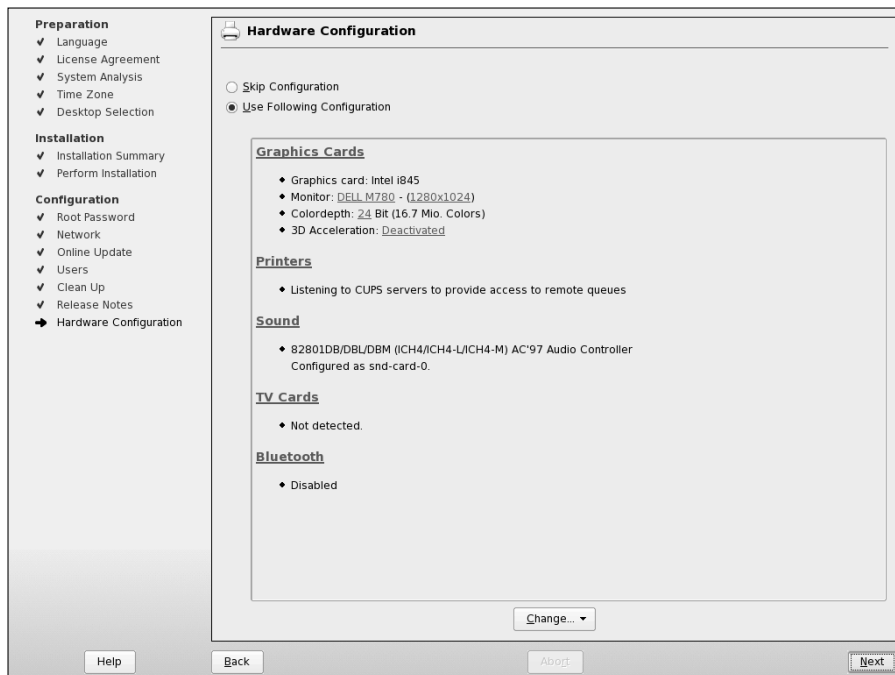 Preparation
Language
License Agreement
System Analysis
Time Zone
Desktop Selection
Installation
Installation Summary
Perform Installation
Configuration
Root Password
Network
Online Update
Users
Clean Up
Release Notes
Hardware Configuration
Hardware Configuration
Skip Configuration
Use Following Configuration
Graphics Cards
Graphics card: Intel i845
Monitor: DELL M780 - (1280x1024)
Colordepth: 24 Bit (16.7 Mio. Colors)
3D Acceleration: Deactivated
Printers
Listening to CUPS servers to provide access to remote queues
Sound
82801DB/DBL/DBM (ICH4/ICH4-L/ICH4-M) AC'97 Audio Controller
Configured as snd-card-0.
TV Cards
Not detected.
Bluetooth
Disabled
Change...
Help
Back
Abort
Next